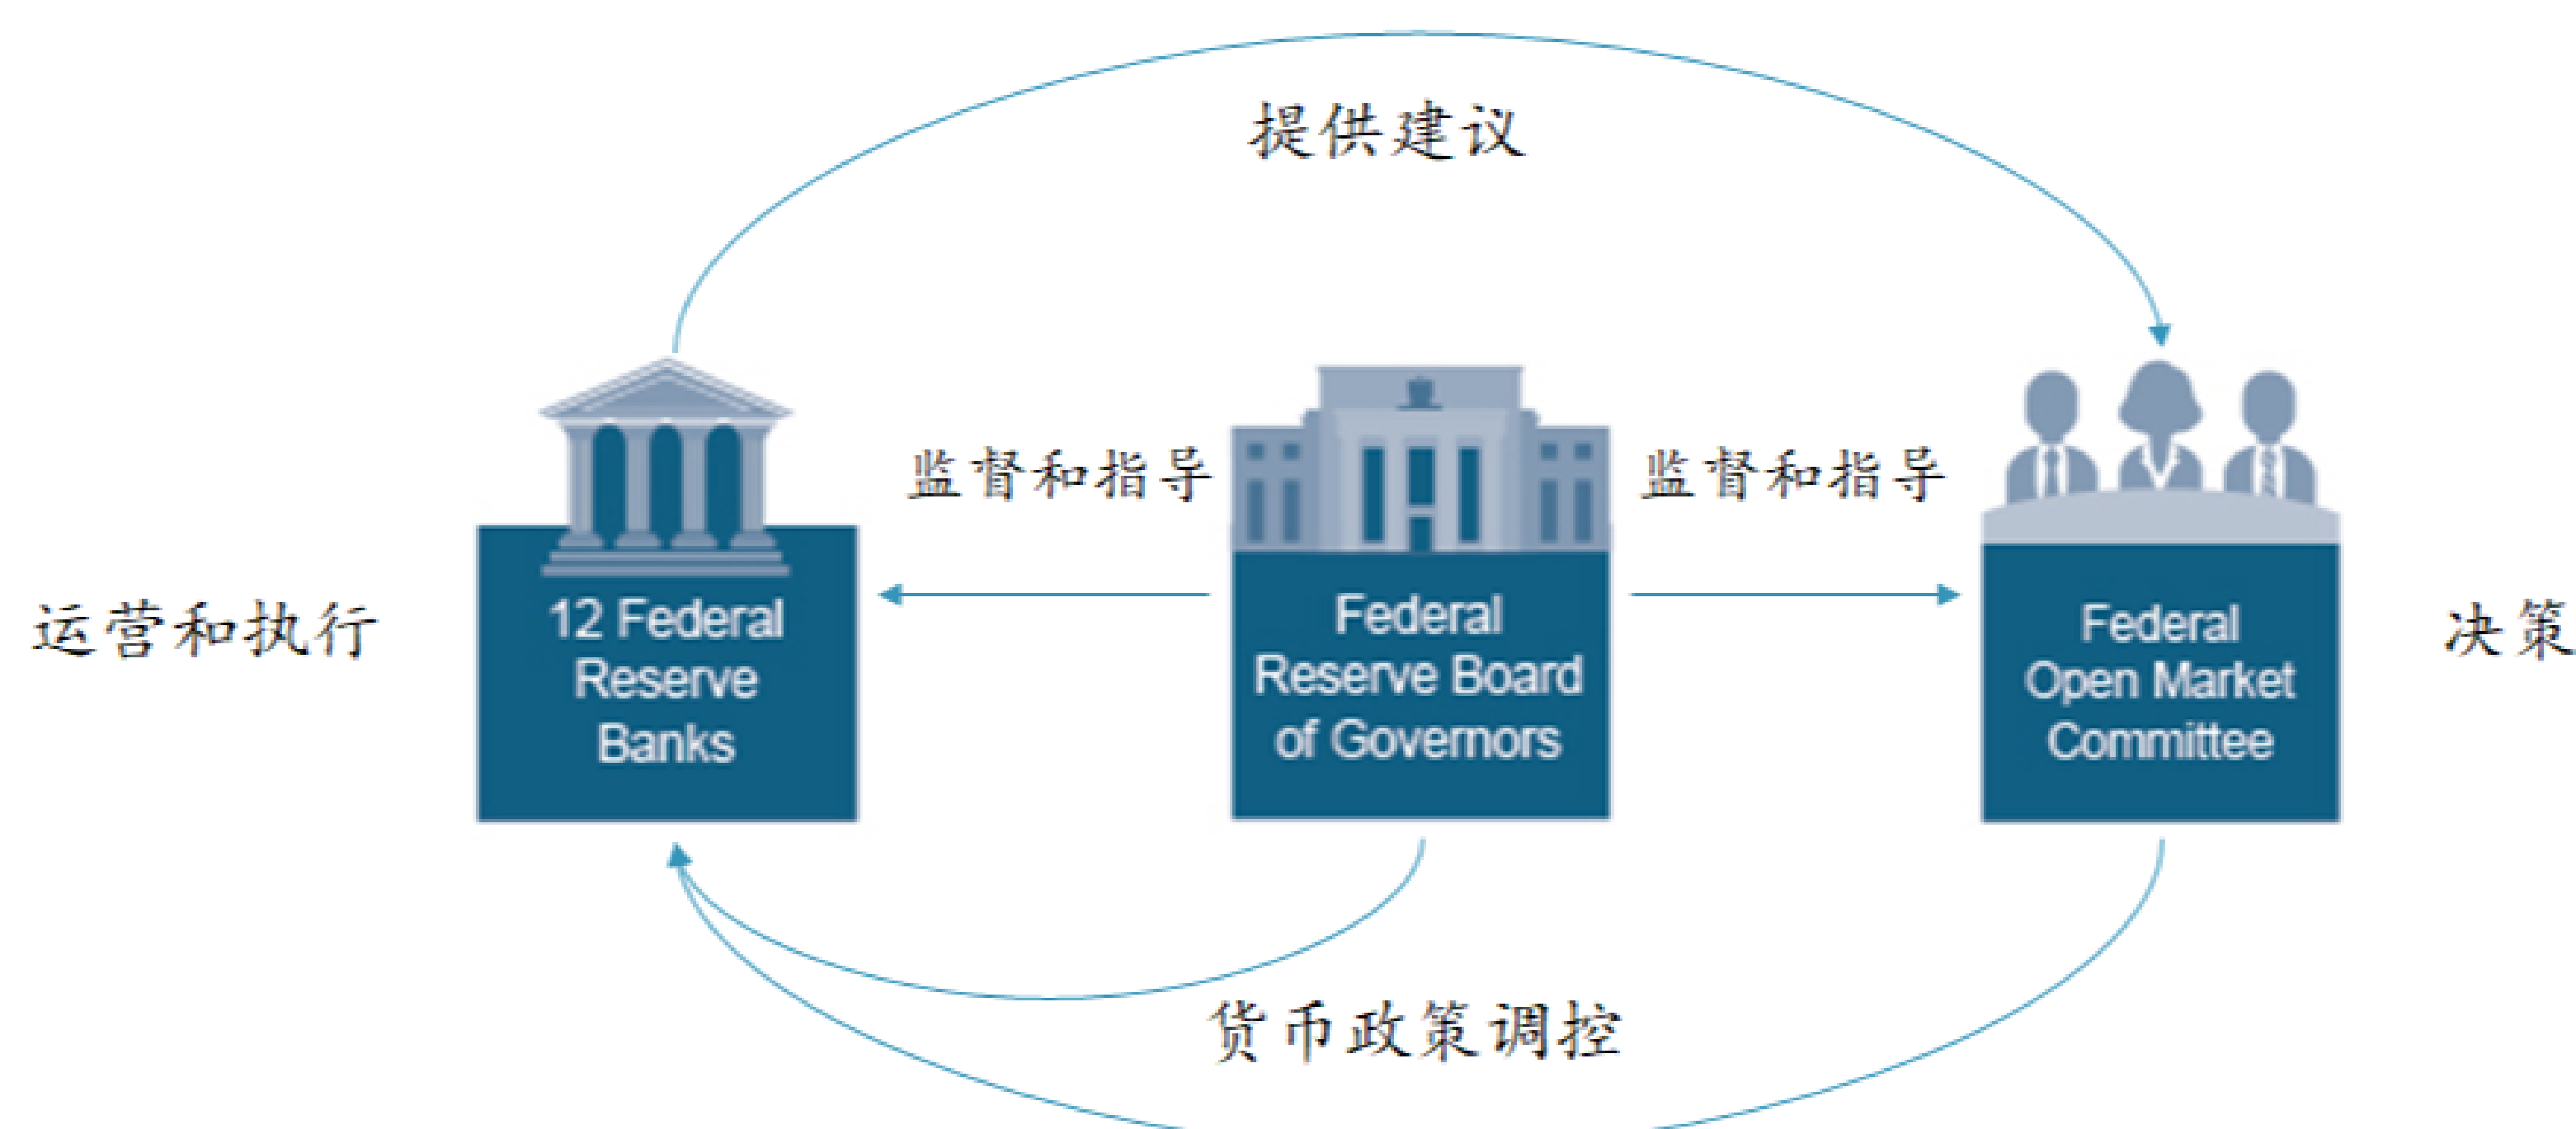 提供建议
监督和指导
监督和指导
运营和执行
12 Federal
Reserve
Banks
Federal
Reserve Board
of Governors
Federal
Open Market
Committee
决策
货币政策调控